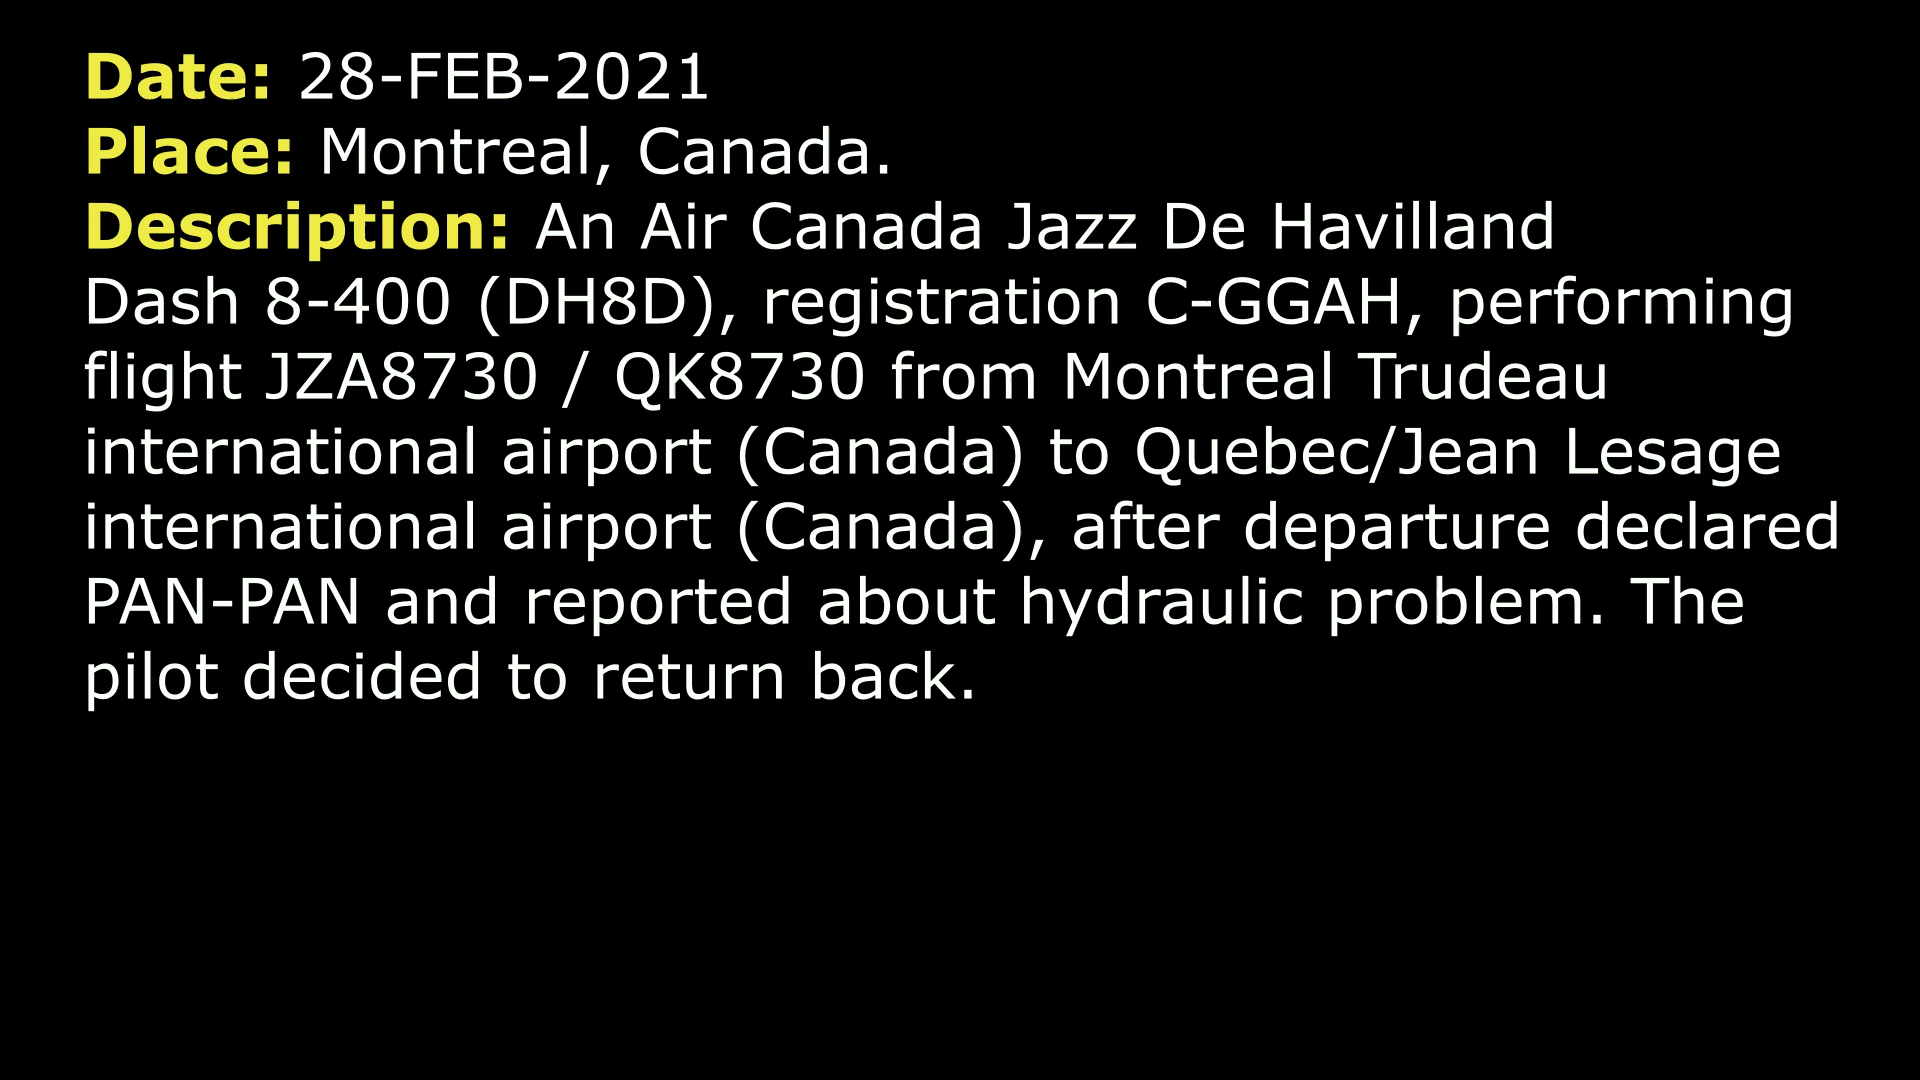 Date: 28-FEB-2021
Place: Montreal, Canada.
Description: An Air Canada Jazz De Havilland
Dash 8-400 (DH8D), registration C-GGAH, performing
flight JZA8730 / QK8730 from Montreal Trudeau
international airport (Canada) to Quebec/Jean Lesage
international airport (Canada), after departure declared
PAN-PAN and reported about hydraulic problem. The
pilot decided to return back.